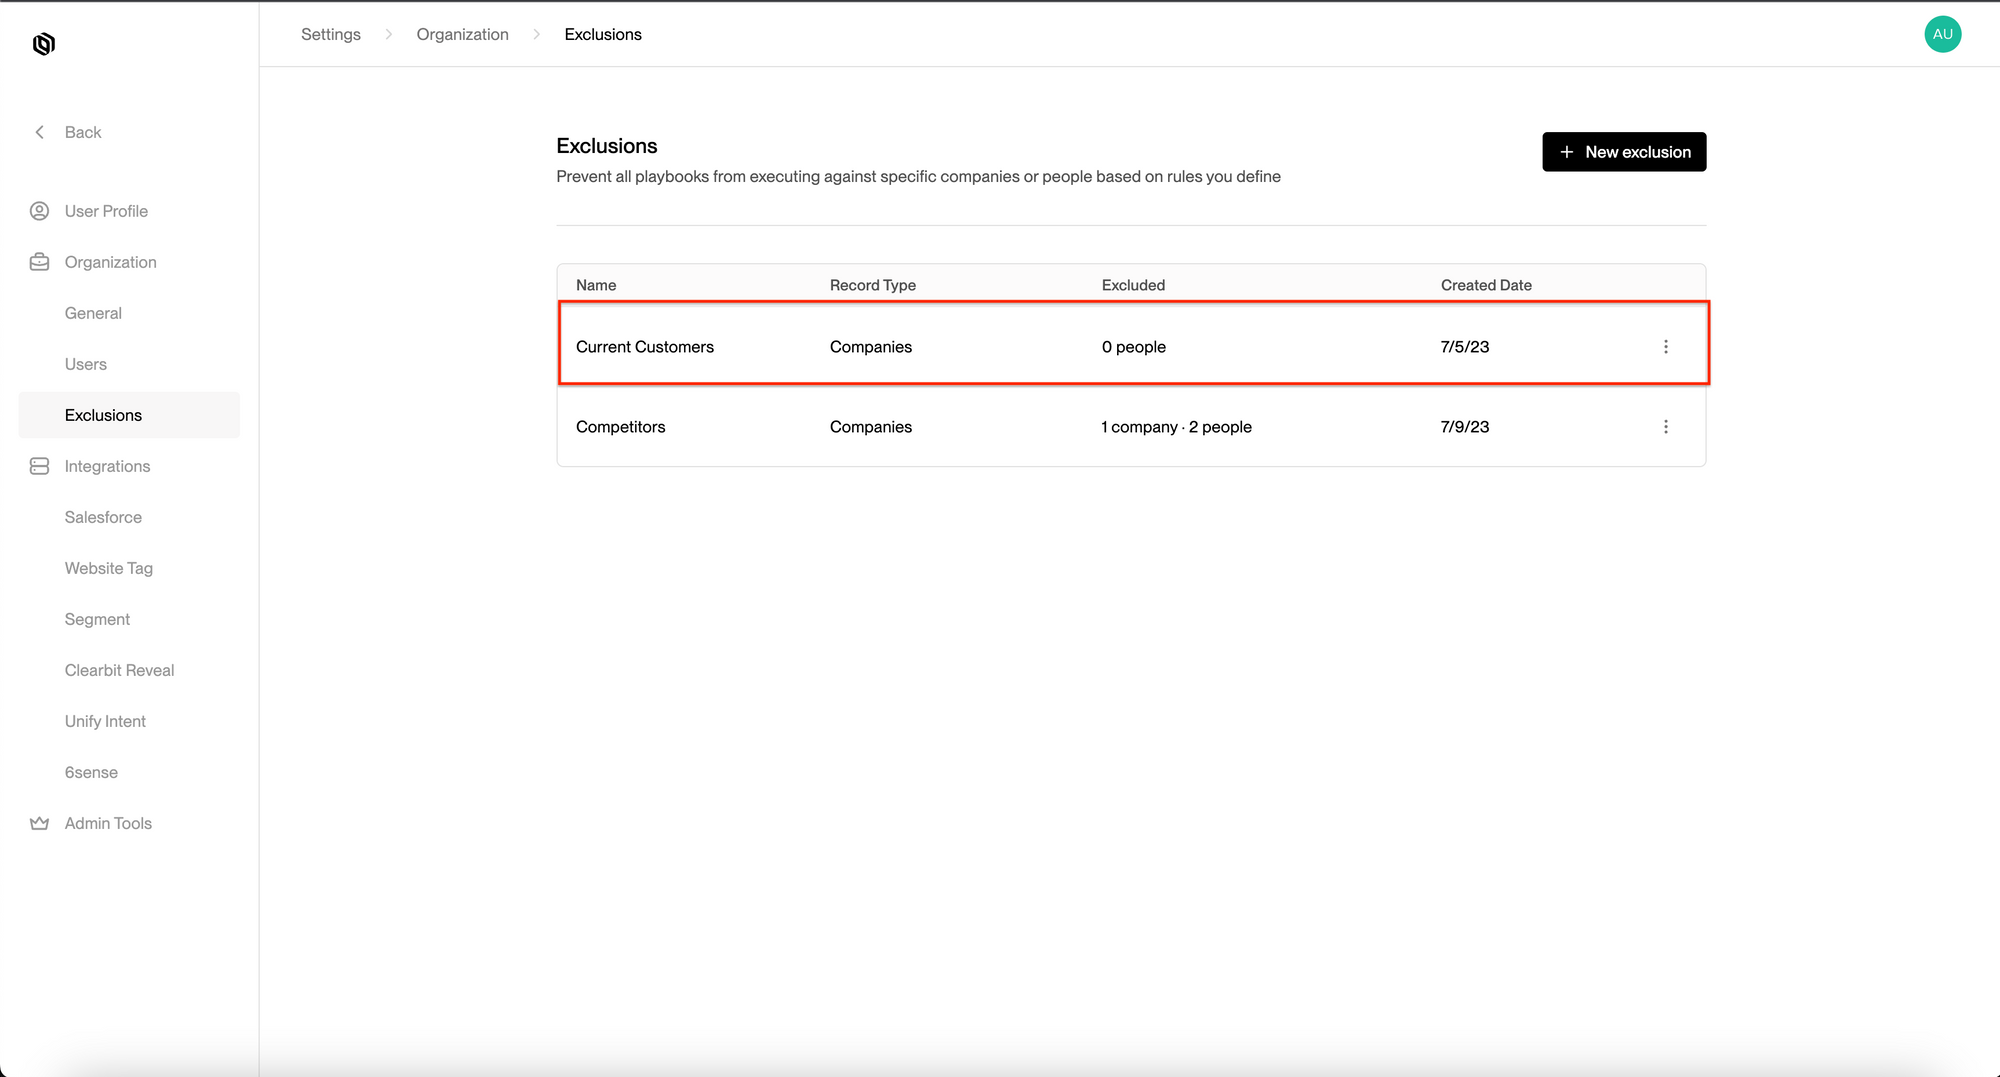 Settings > Organization > Exclusions
AU
Back
User Profile
Organization
General
Users
Exclusions
Integrations
Salesforce
Website Tag
Segment
Clearbit Reveal
Unify Intent
6sense
Admin Tools
Exclusions
Prevent all playbooks from executing against specific companies or people based on rules you define
+ New exclusion
Name Record Type Excluded Created Date
Current Customers Companies 0 people 7/5/23
Competitors Companies 1 company · 2 people 7/9/23